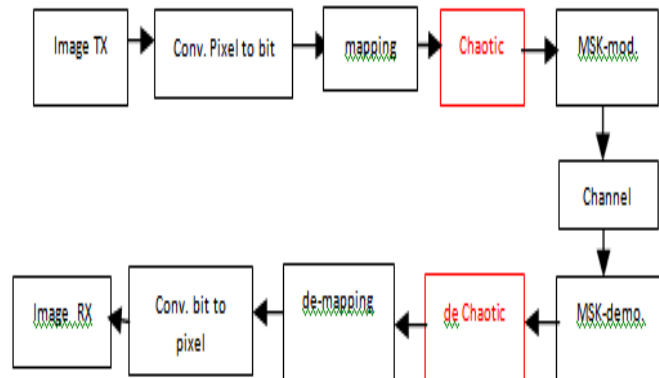 Image TX
Conv. Pixel to bit
mapping
Chaotic
MSK-mod.
Channel
MSK-demo.
de Chaotic
de-mapping
Conv. bit to
pixel
Image RX